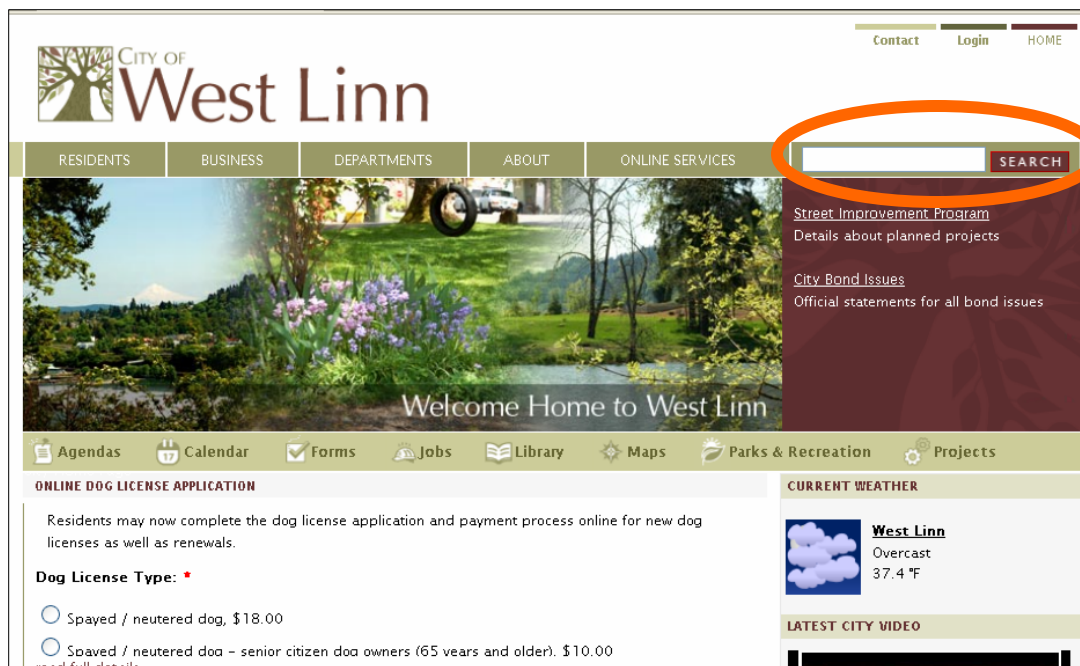 Contact Login HOME
CITY OF
West Linn
RESIDENTS BUSINESS DEPARTMENTS ABOUT ONLINE SERVICES SEARCH
Street Improvement Program
Details about planned projects
City Bond Issues
Official statements for all bond issues
Welcome Home to West Linn
17
Agendas Calendar Forms Jobs Library Maps Parks & Recreation Projects
ONLINE DOG LICENSE APPLICATION
Residents may now complete the dog license application and payment process online for new dog
licenses as well as renewals.
Dog License Type: *
Spayed / neutered dog, $18.00
Spayed / neutered dog – senior citizen dog owners (65 years and older), $10.00
read full details
CURRENT WEATHER
West Linn
Overcast
37.4 °F
LATEST CITY VIDEO